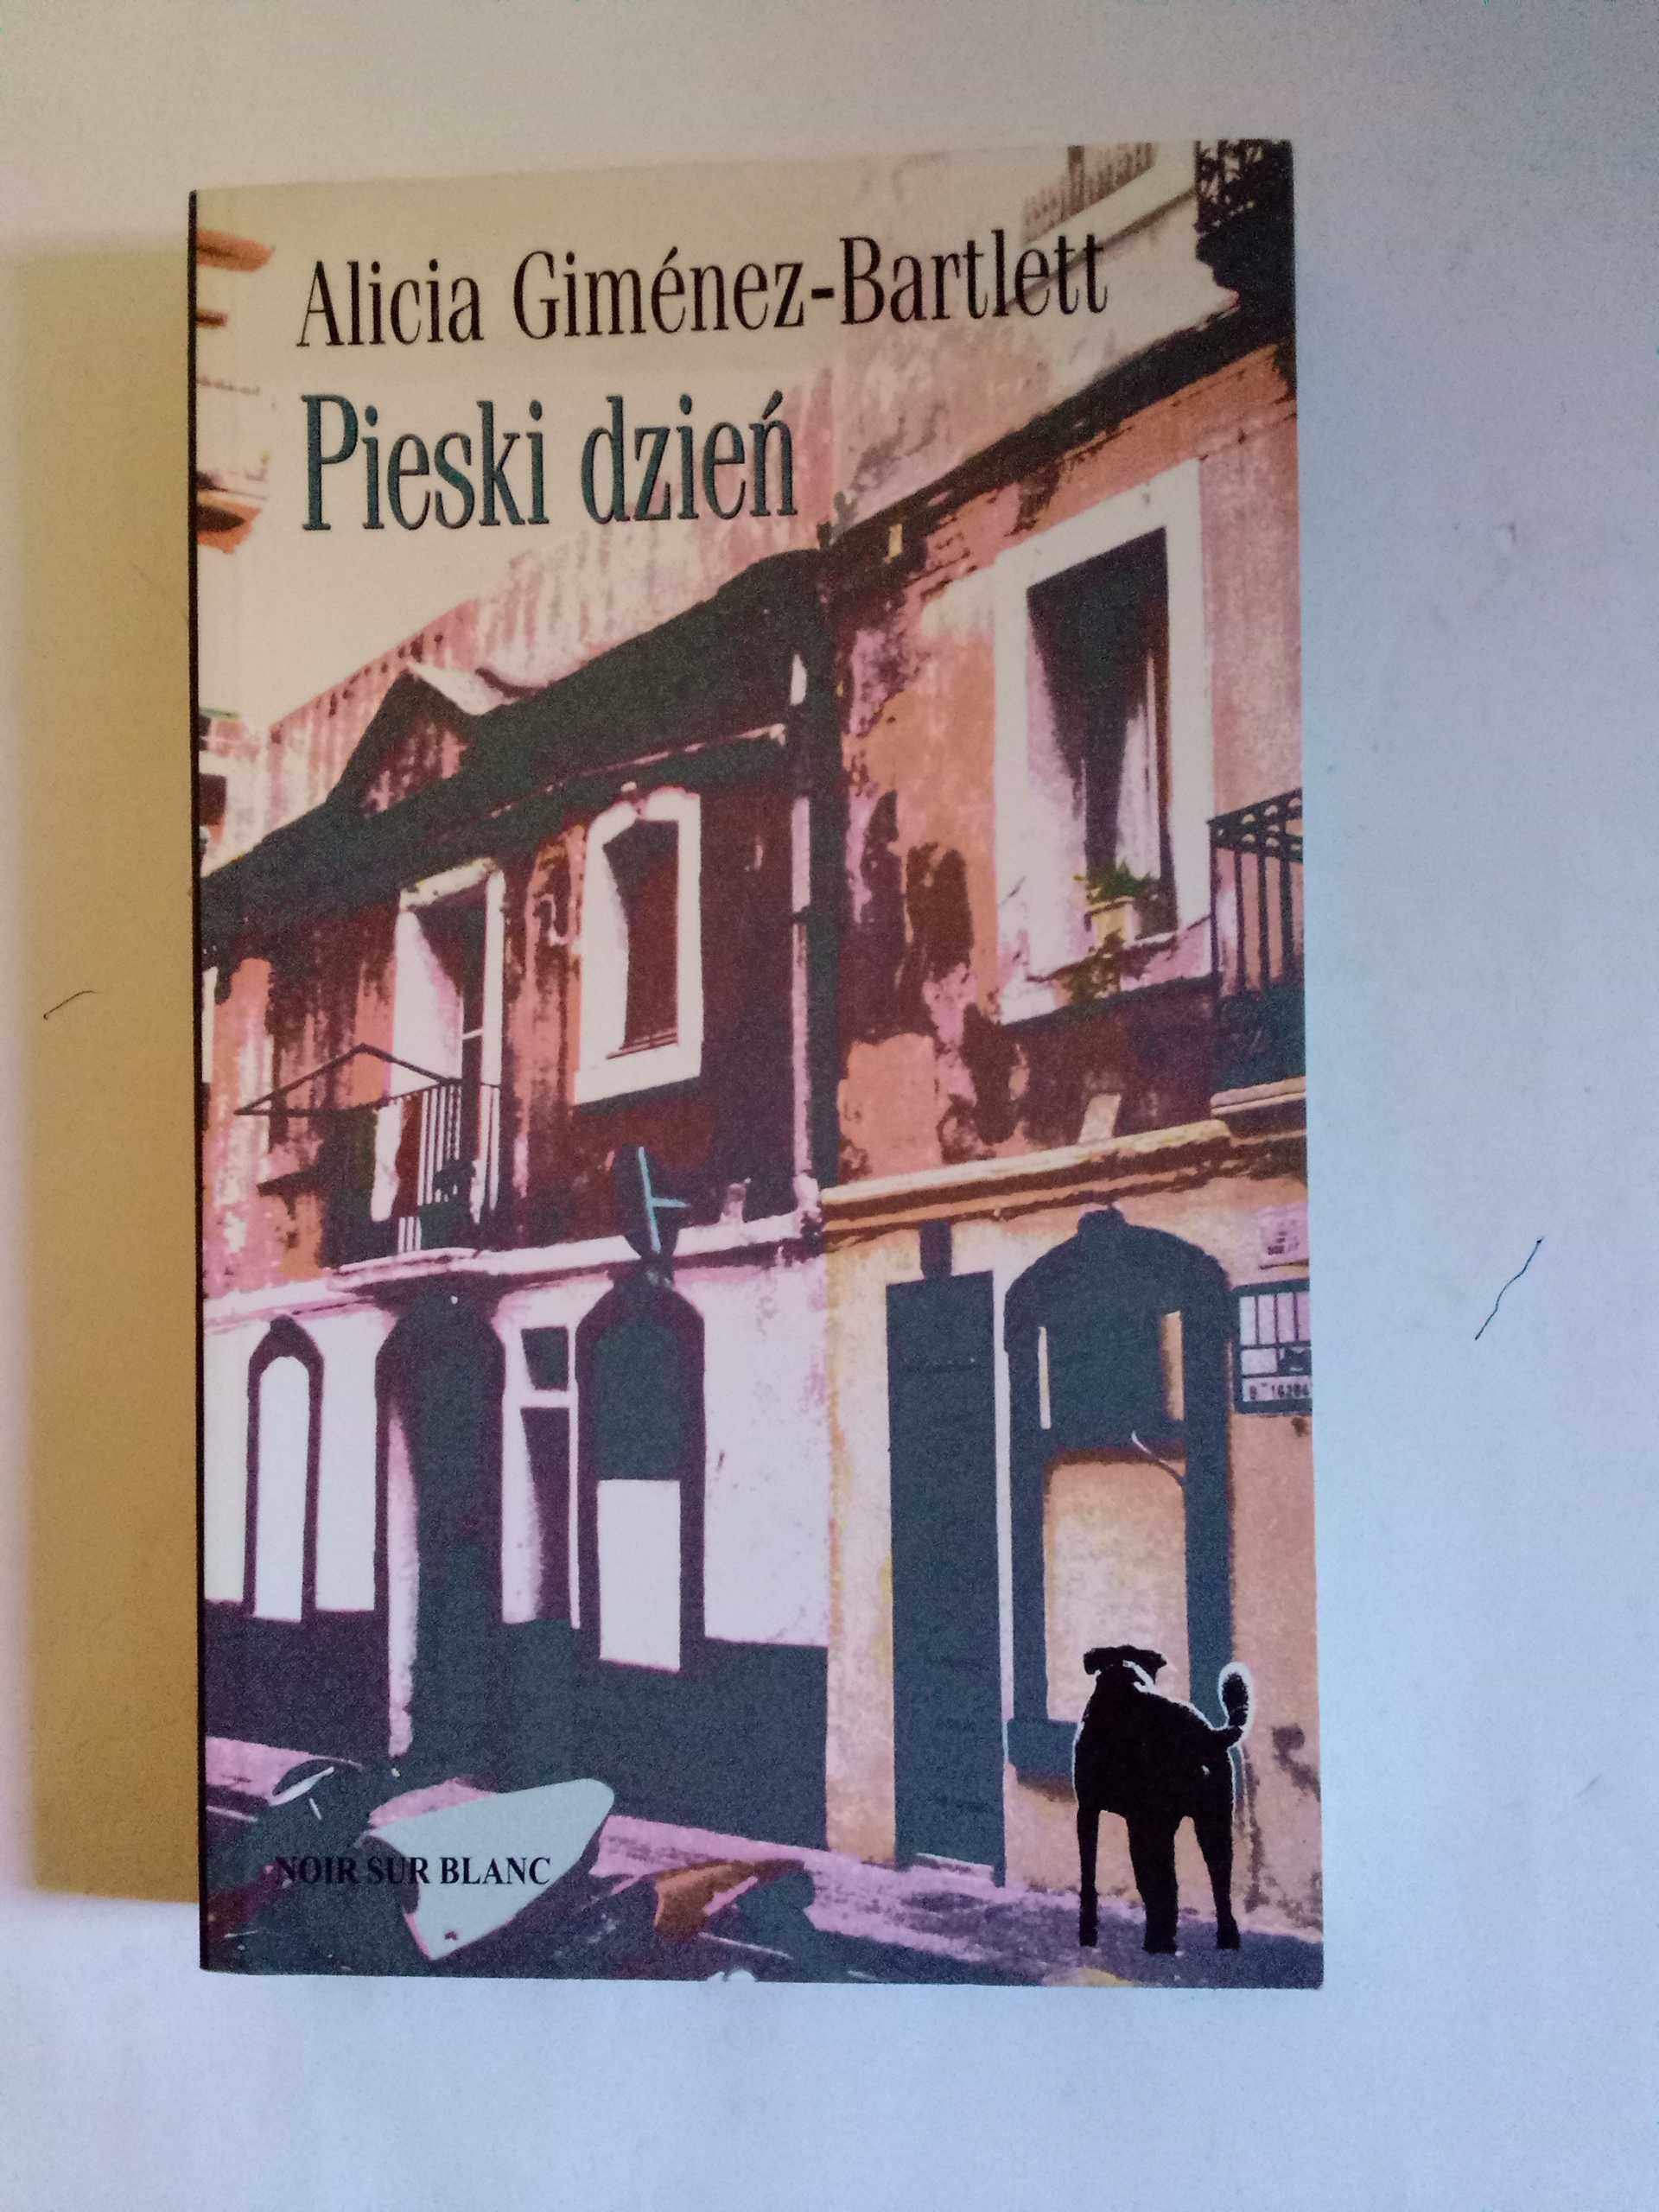 Alicia Giménez-Bartlett
Pieski dzień
NOIR SUR BLANC